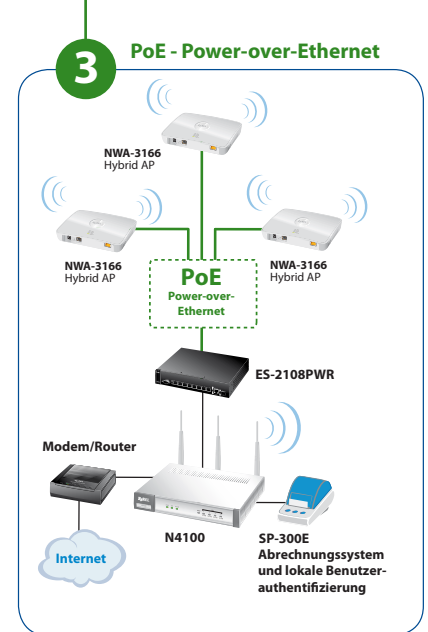 3
PoE - Power-over-Ethernet
NWA-3166
Hybrid AP
NWA-3166
Hybrid AP
NWA-3166
Hybrid AP
PoE
Power-over-
Ethernet
ES-2108PWR
Modem/Router
Internet
N4100
SP-300E
Abrechnungssystem
und lokale Benutzer-
authentifizierung